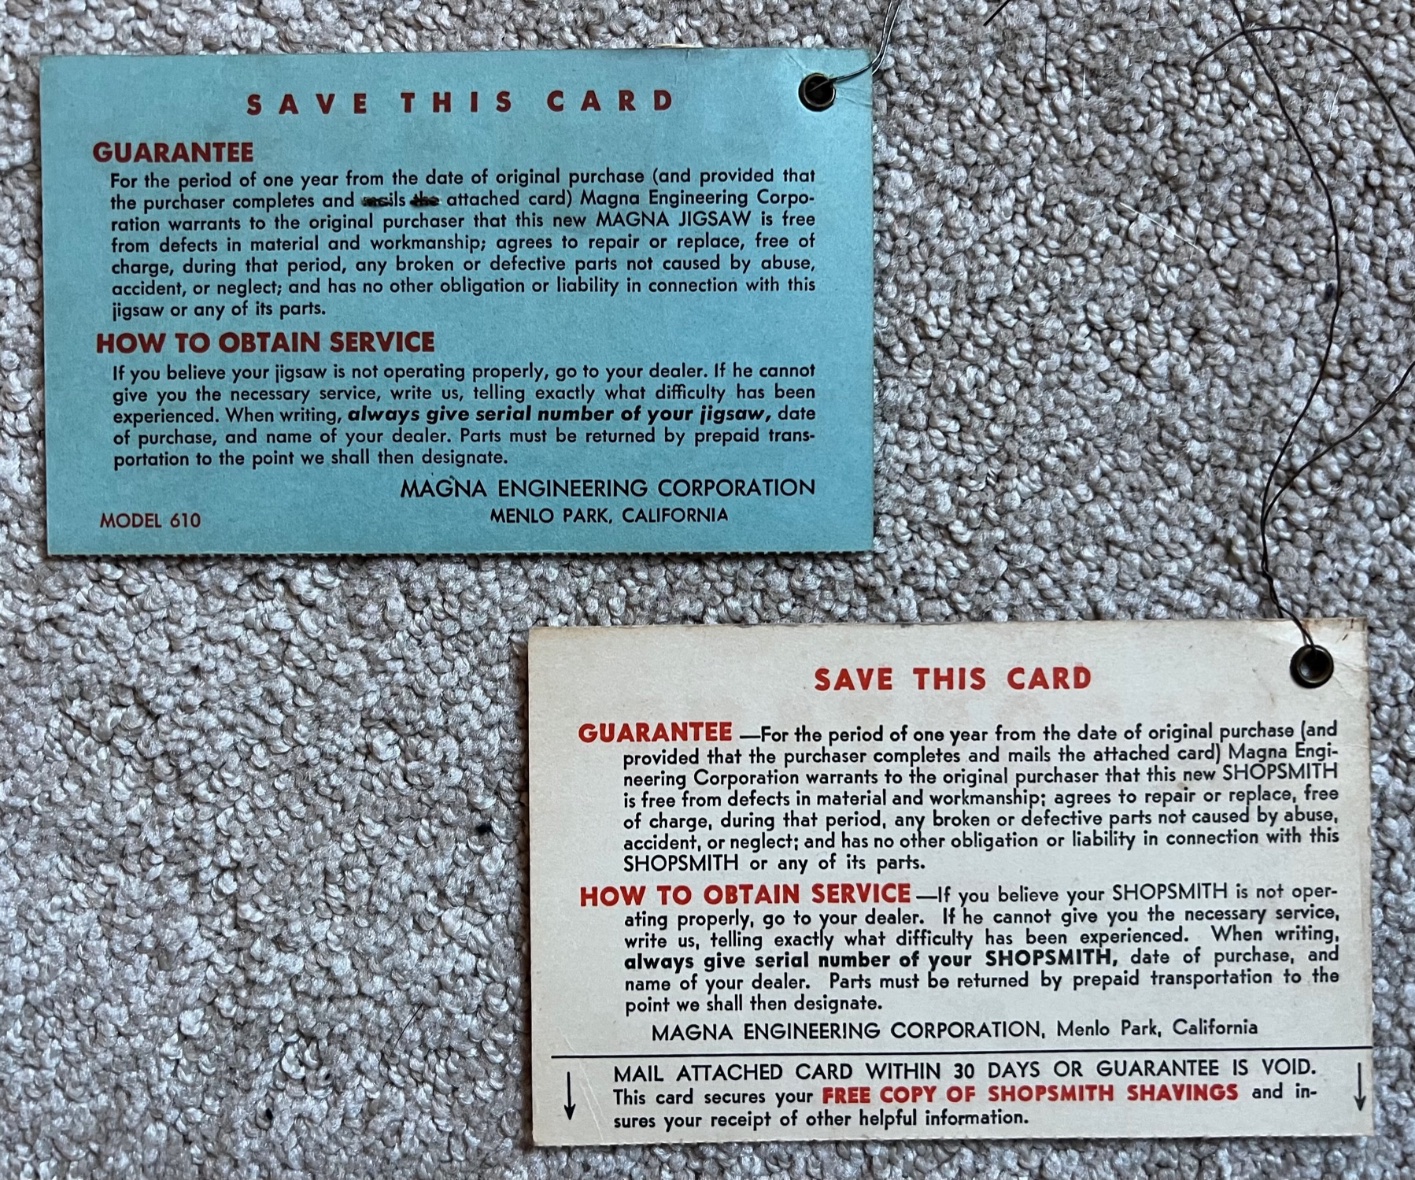 SAVE THIS CARD
GUARANTEE
For the period of one year from the date of original purchase (and provided that
the purchaser completes and mails the attached card) Magna Engineering Corpo-
ration warrants to the original purchaser that this new MAGNA JIGSAW is free
from defects in material and workmanship; agrees to repair or replace, free of
charge, during that period, any broken or defective parts not caused by abuse,
accident, or neglect; and has no other obligation or liability in connection with this
jigsaw or any of its parts.
HOW TO OBTAIN SERVICE
If you believe your jigsaw is not operating properly, go to your dealer. If he cannot
give you the necessary service, write us, telling exactly what difficulty has been
experienced. When writing, always give serial number of your jigsaw, date
of purchase, and name of your dealer. Parts must be returned by prepaid trans-
portation to the point we shall then designate.
MAGNA ENGINEERING CORPORATION
MENLO PARK, CALIFORNIA
MODEL 610
SAVE THIS CARD
GUARANTEE—For the period of one year from the date of original purchase (and
provided that the purchaser completes and mails the attached card) Magna Engi-
neering Corporation warrants to the original purchaser that this new SHOPSMITH
is free from defects in material and workmanship; agrees to repair or replace, free
of charge, during that period, any broken or defective parts not caused by abuse,
accident, or neglect; and has no other obligation or liability in connection with this
SHOPSMITH or any of its parts.
HOW TO OBTAIN SERVICE—If you believe your SHOPSMITH is not oper-
ating properly, go to your dealer. If he cannot give you the necessary service,
write us, telling exactly what difficulty has been experienced. When writing,
always give serial number of your SHOPSMITH, date of purchase, and
name of your dealer. Parts must be returned by prepaid transportation to the
point we shall then designate.
MAGNA ENGINEERING CORPORATION, Menlo Park, California
MAIL ATTACHED CARD WITHIN 30 DAYS OR GUARANTEE IS VOID.
This card secures your FREE COPY OF SHOPSMITH SHAVINGS and in-
sures your receipt of other helpful information.